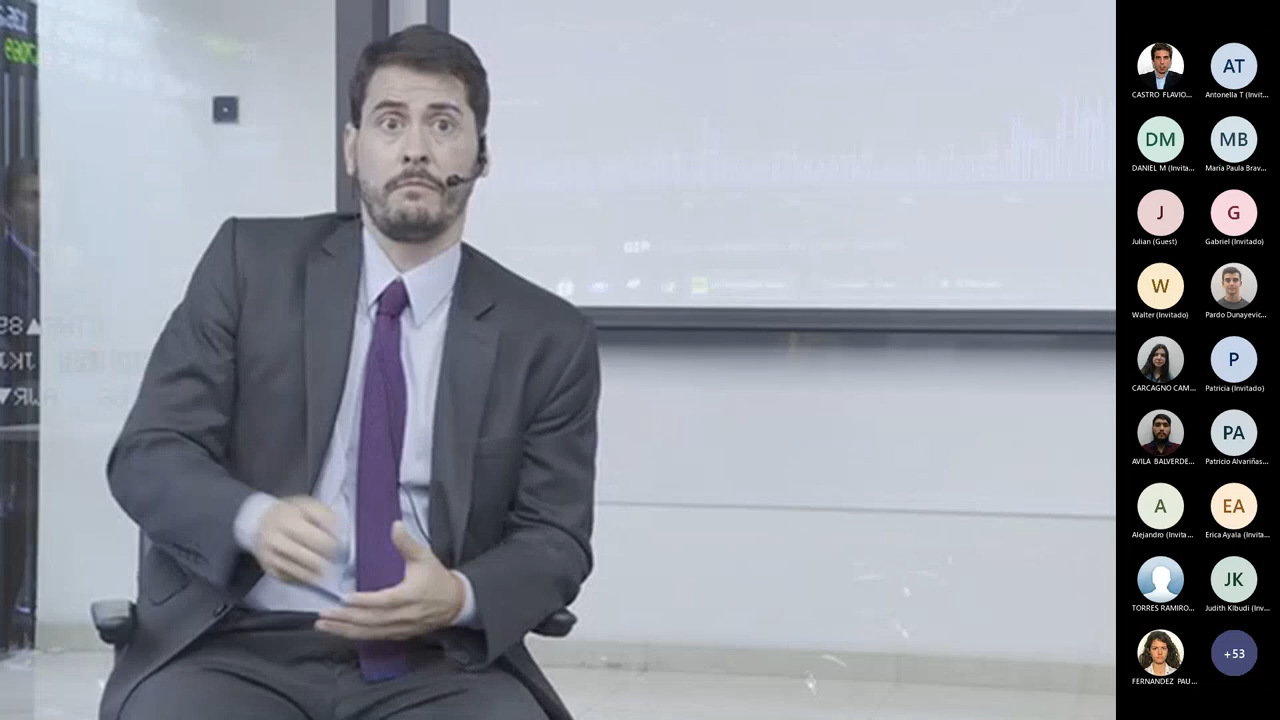 CASTRO FLAVIO...
AT
Antonella T (Invit...
DM
DANIEL M (Invita...
MB
María Paula Brav...
J
Julian (Guest)
G
Gabriel (Invitado)
W
Walter (Invitado)
Pardo Dunayevic...
CARCAGNO CAM...
P
Patricia (Invitado)
AVILA BALVERDE...
PA
Patricio Alvariñas...
A
Alejandro (Invita...
EA
Erica Ayala (Invita...
TORRES RAMIRO...
JK
Judith Klbudi (Inv...
FERNANDEZ PAU...
+53